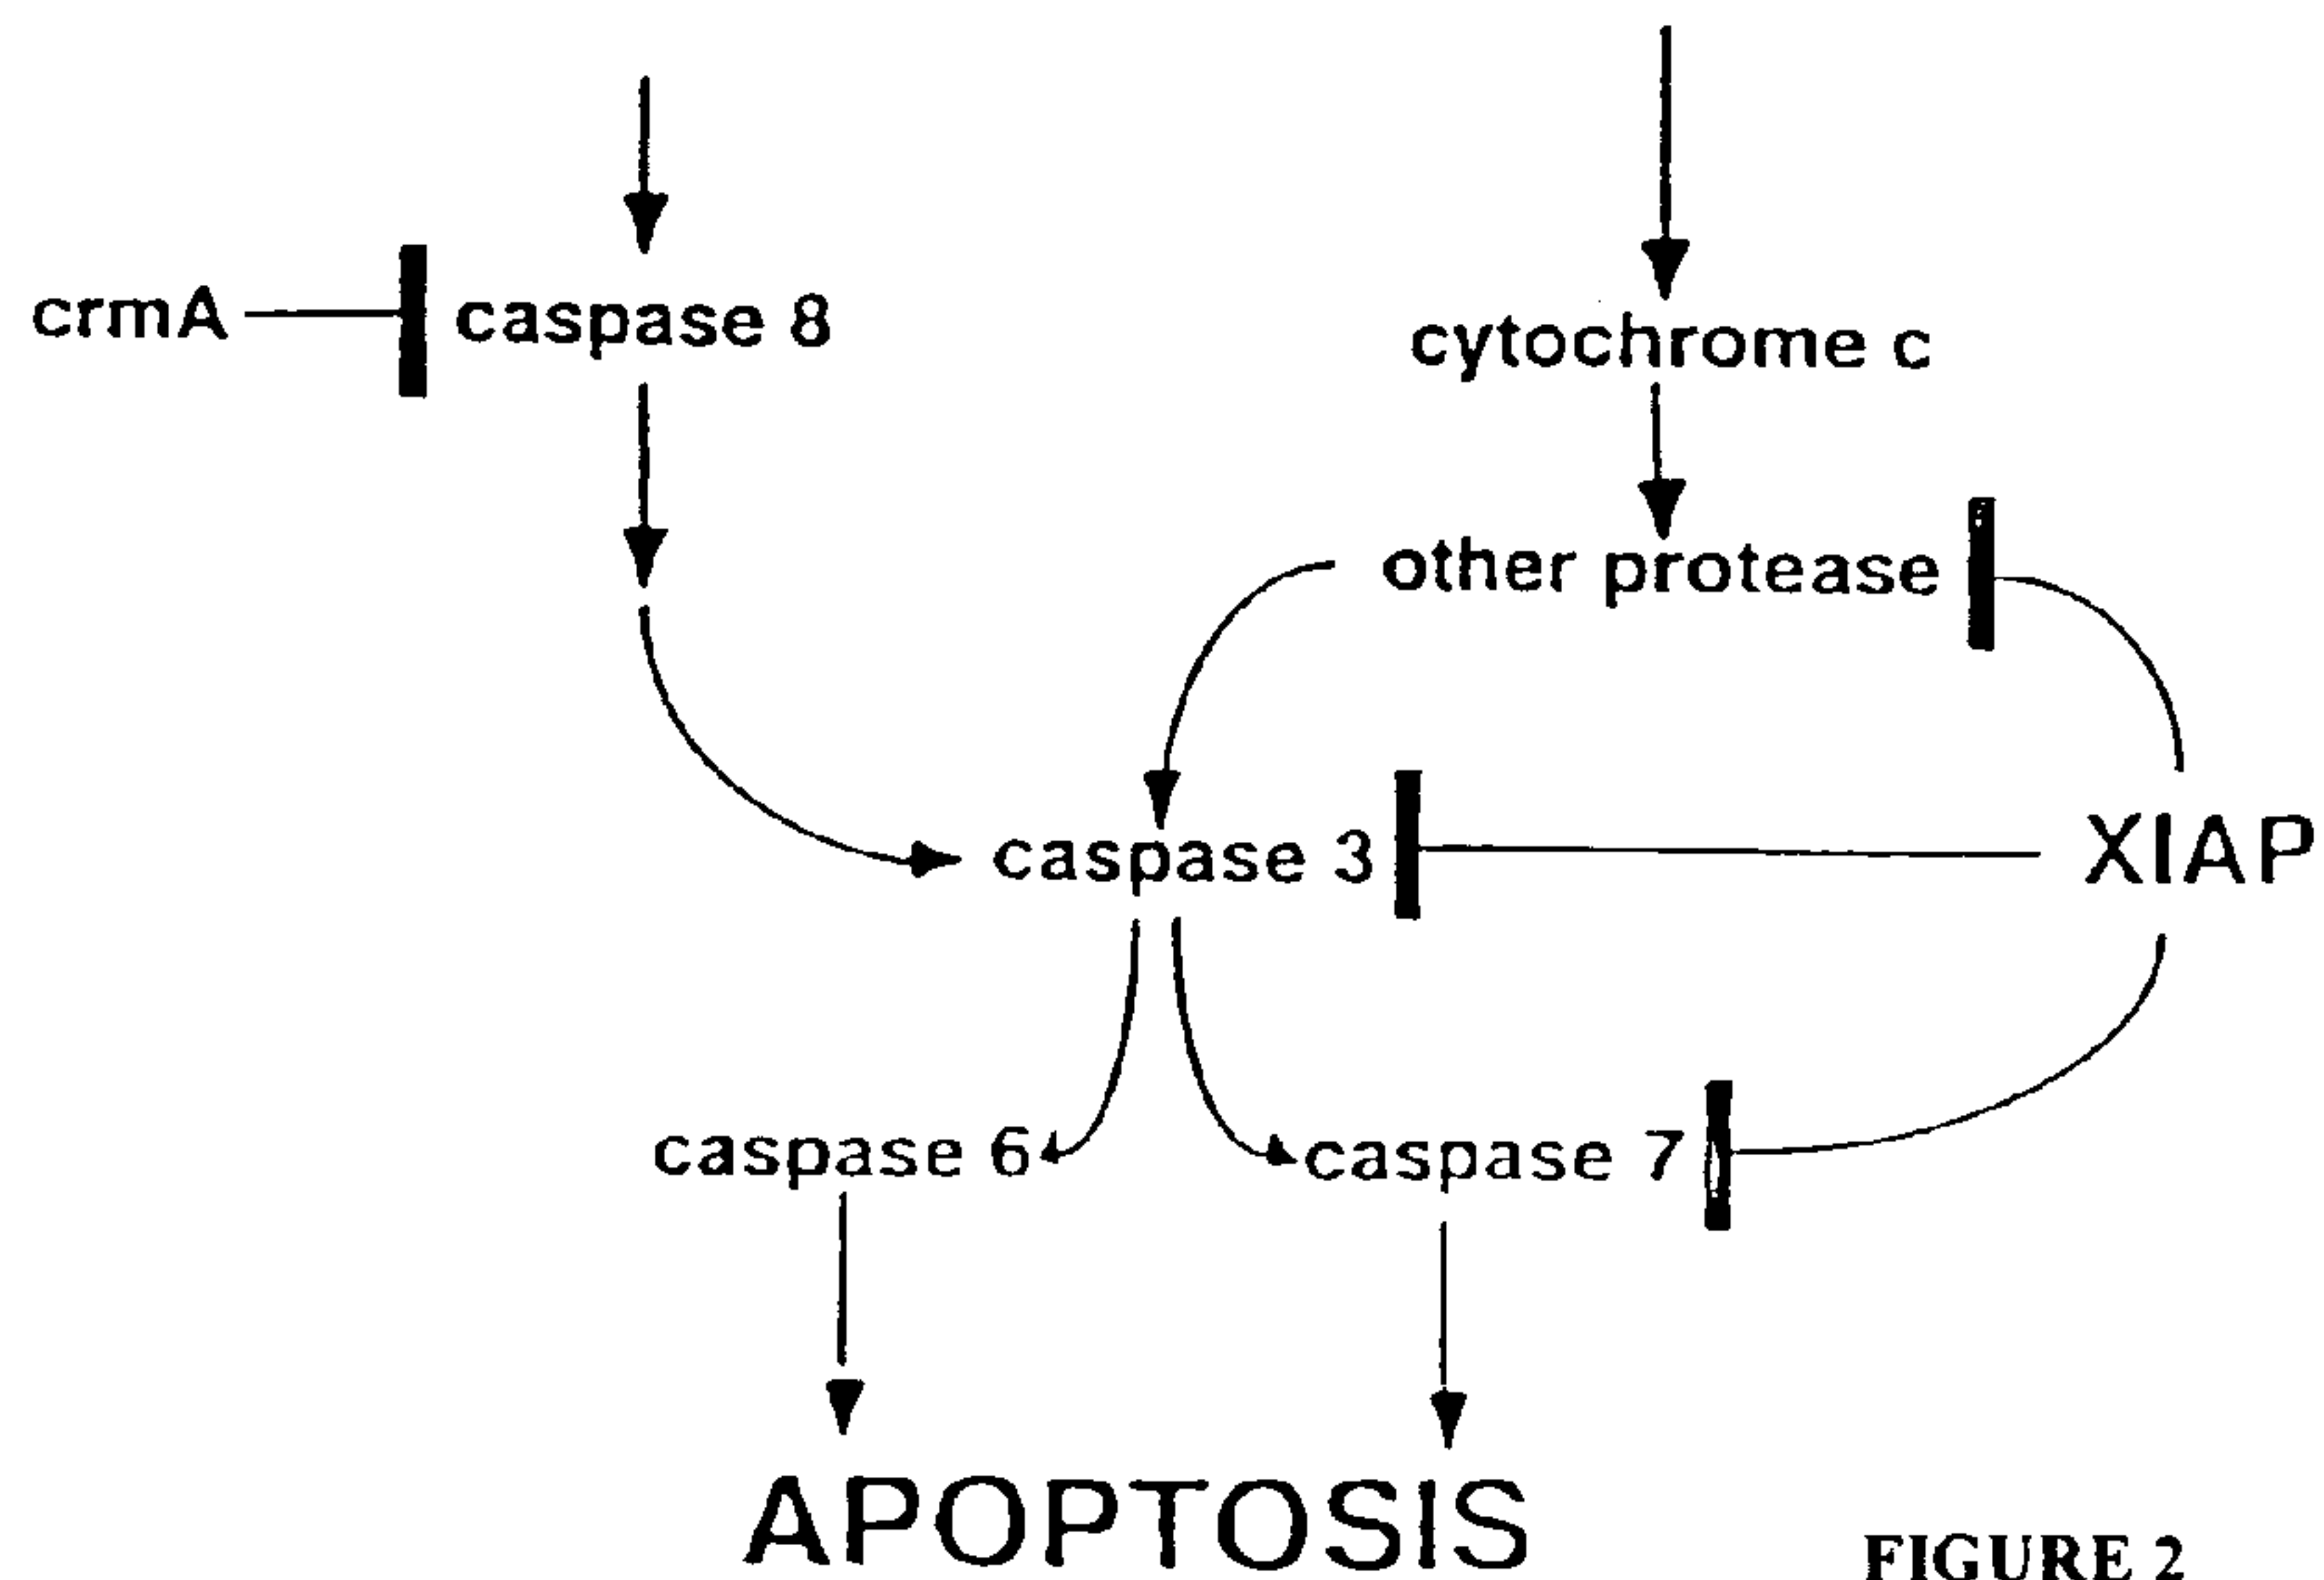 crmA
caspase 8
cytochrome c
other protease
caspase 3
XIAP
caspase 6
caspase 7
APOPTOSIS
FIGURE 2